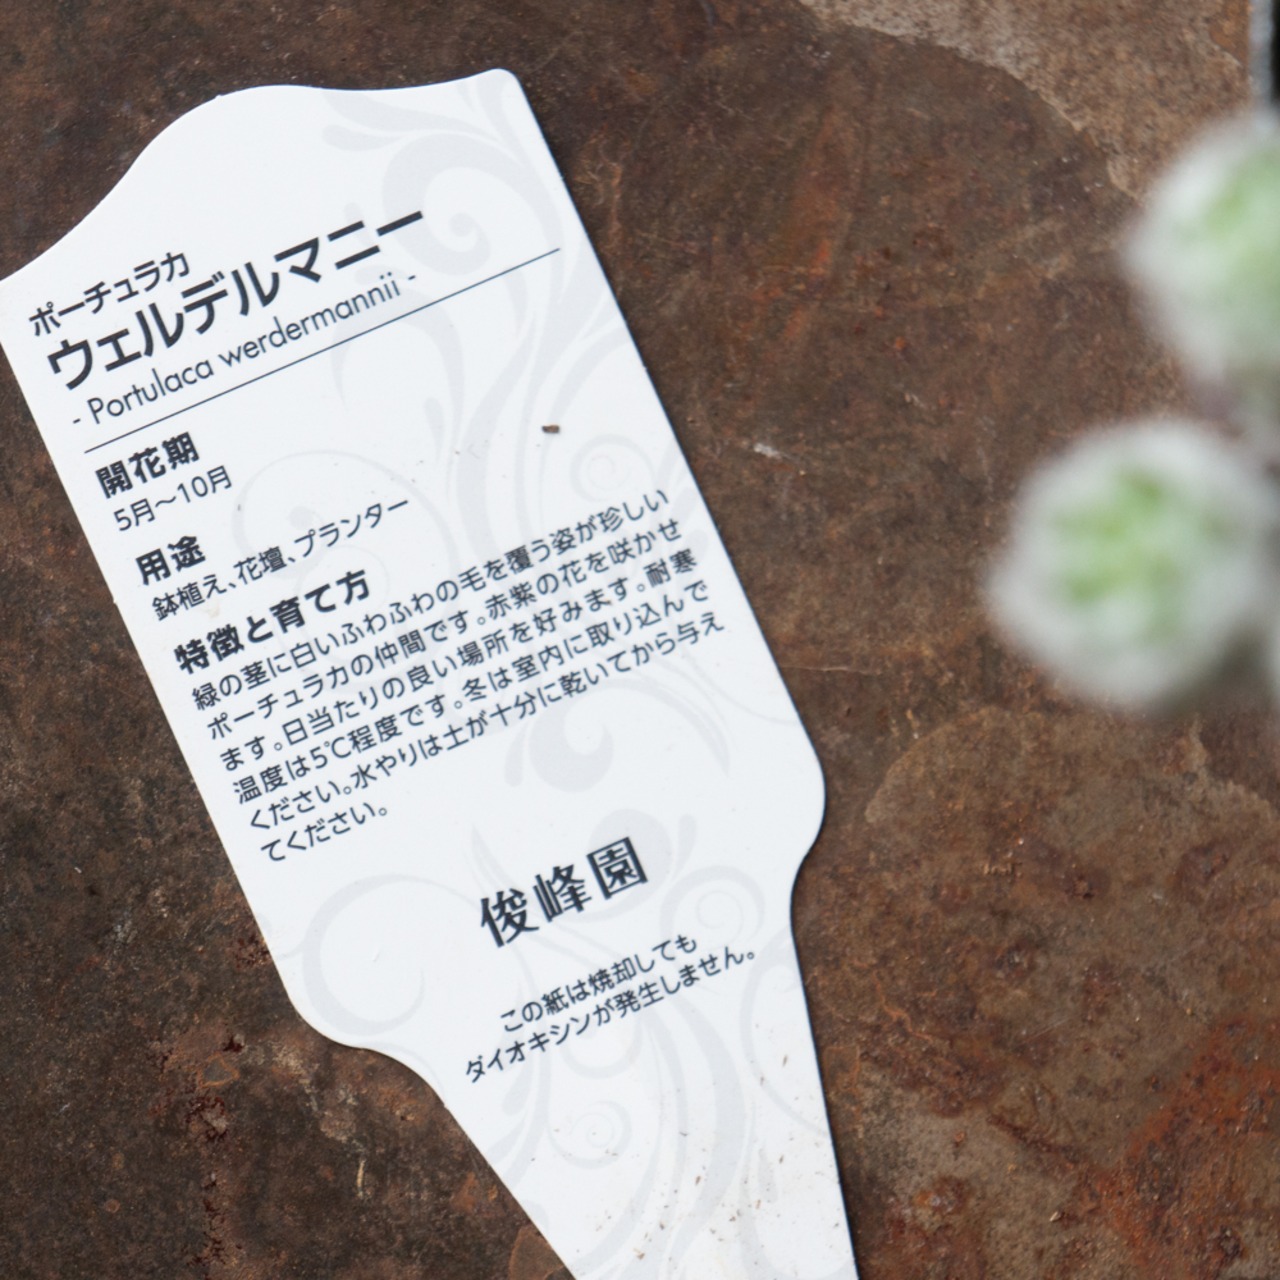 ポーチュラカ
ウェルデルマニー
- Portulaca werdermannii -
開花期
5月～10月
用途
鉢植え、花壇、プランター
特徴と育て方
緑の茎に白いふわふわの毛を覆う姿が珍しい
ポーチュラカの仲間です。赤紫の花を咲かせ
ます。日当たりの良い場所を好みます。耐寒
温度は5℃程度です。冬は室内に取り込んで
ください。水やりは土が十分に乾いてから与え
てください。
俊峰園
この紙は焼却しても
ダイオキシンが発生しません。